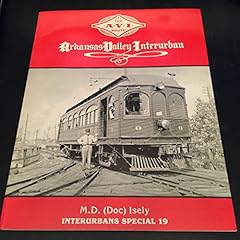 A.V.I
Arkansas Valley Interurban
M.D. (Doc) Isely
INTERURBANS SPECIAL 19